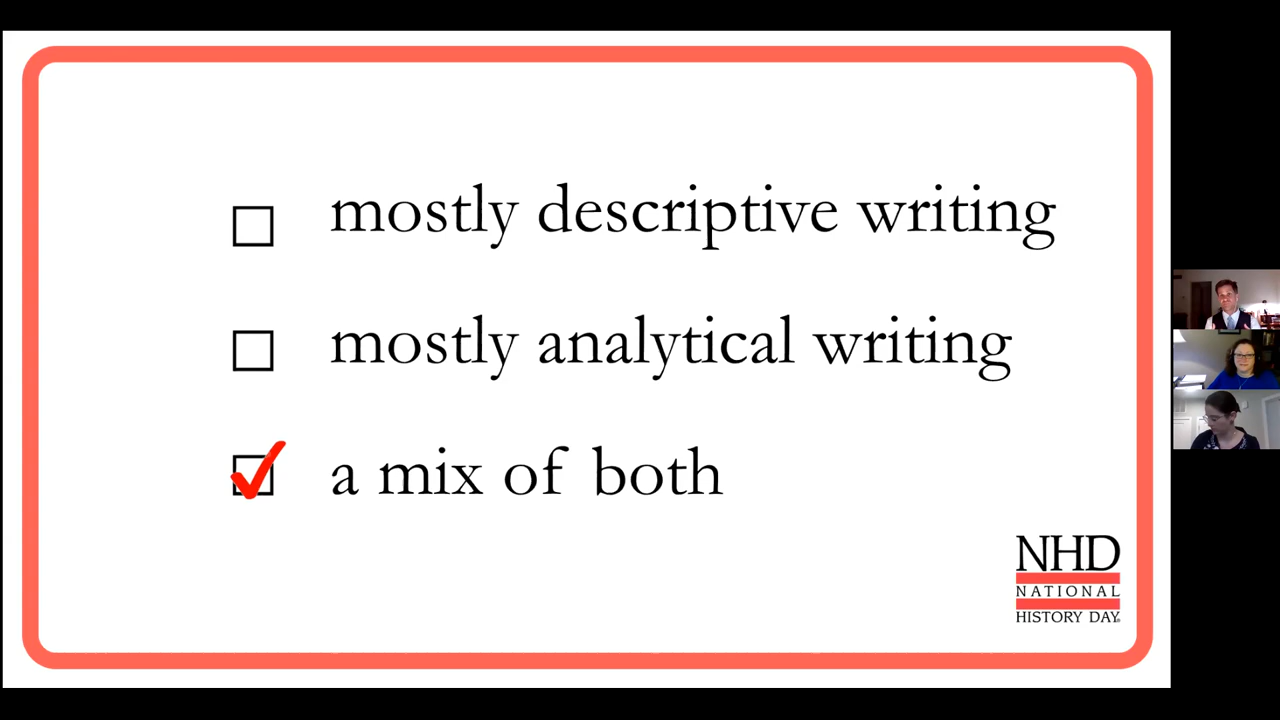 mostly descriptive writing
mostly analytical writing
a mix of both
NHD
NATIONAL
HISTORY DAY®